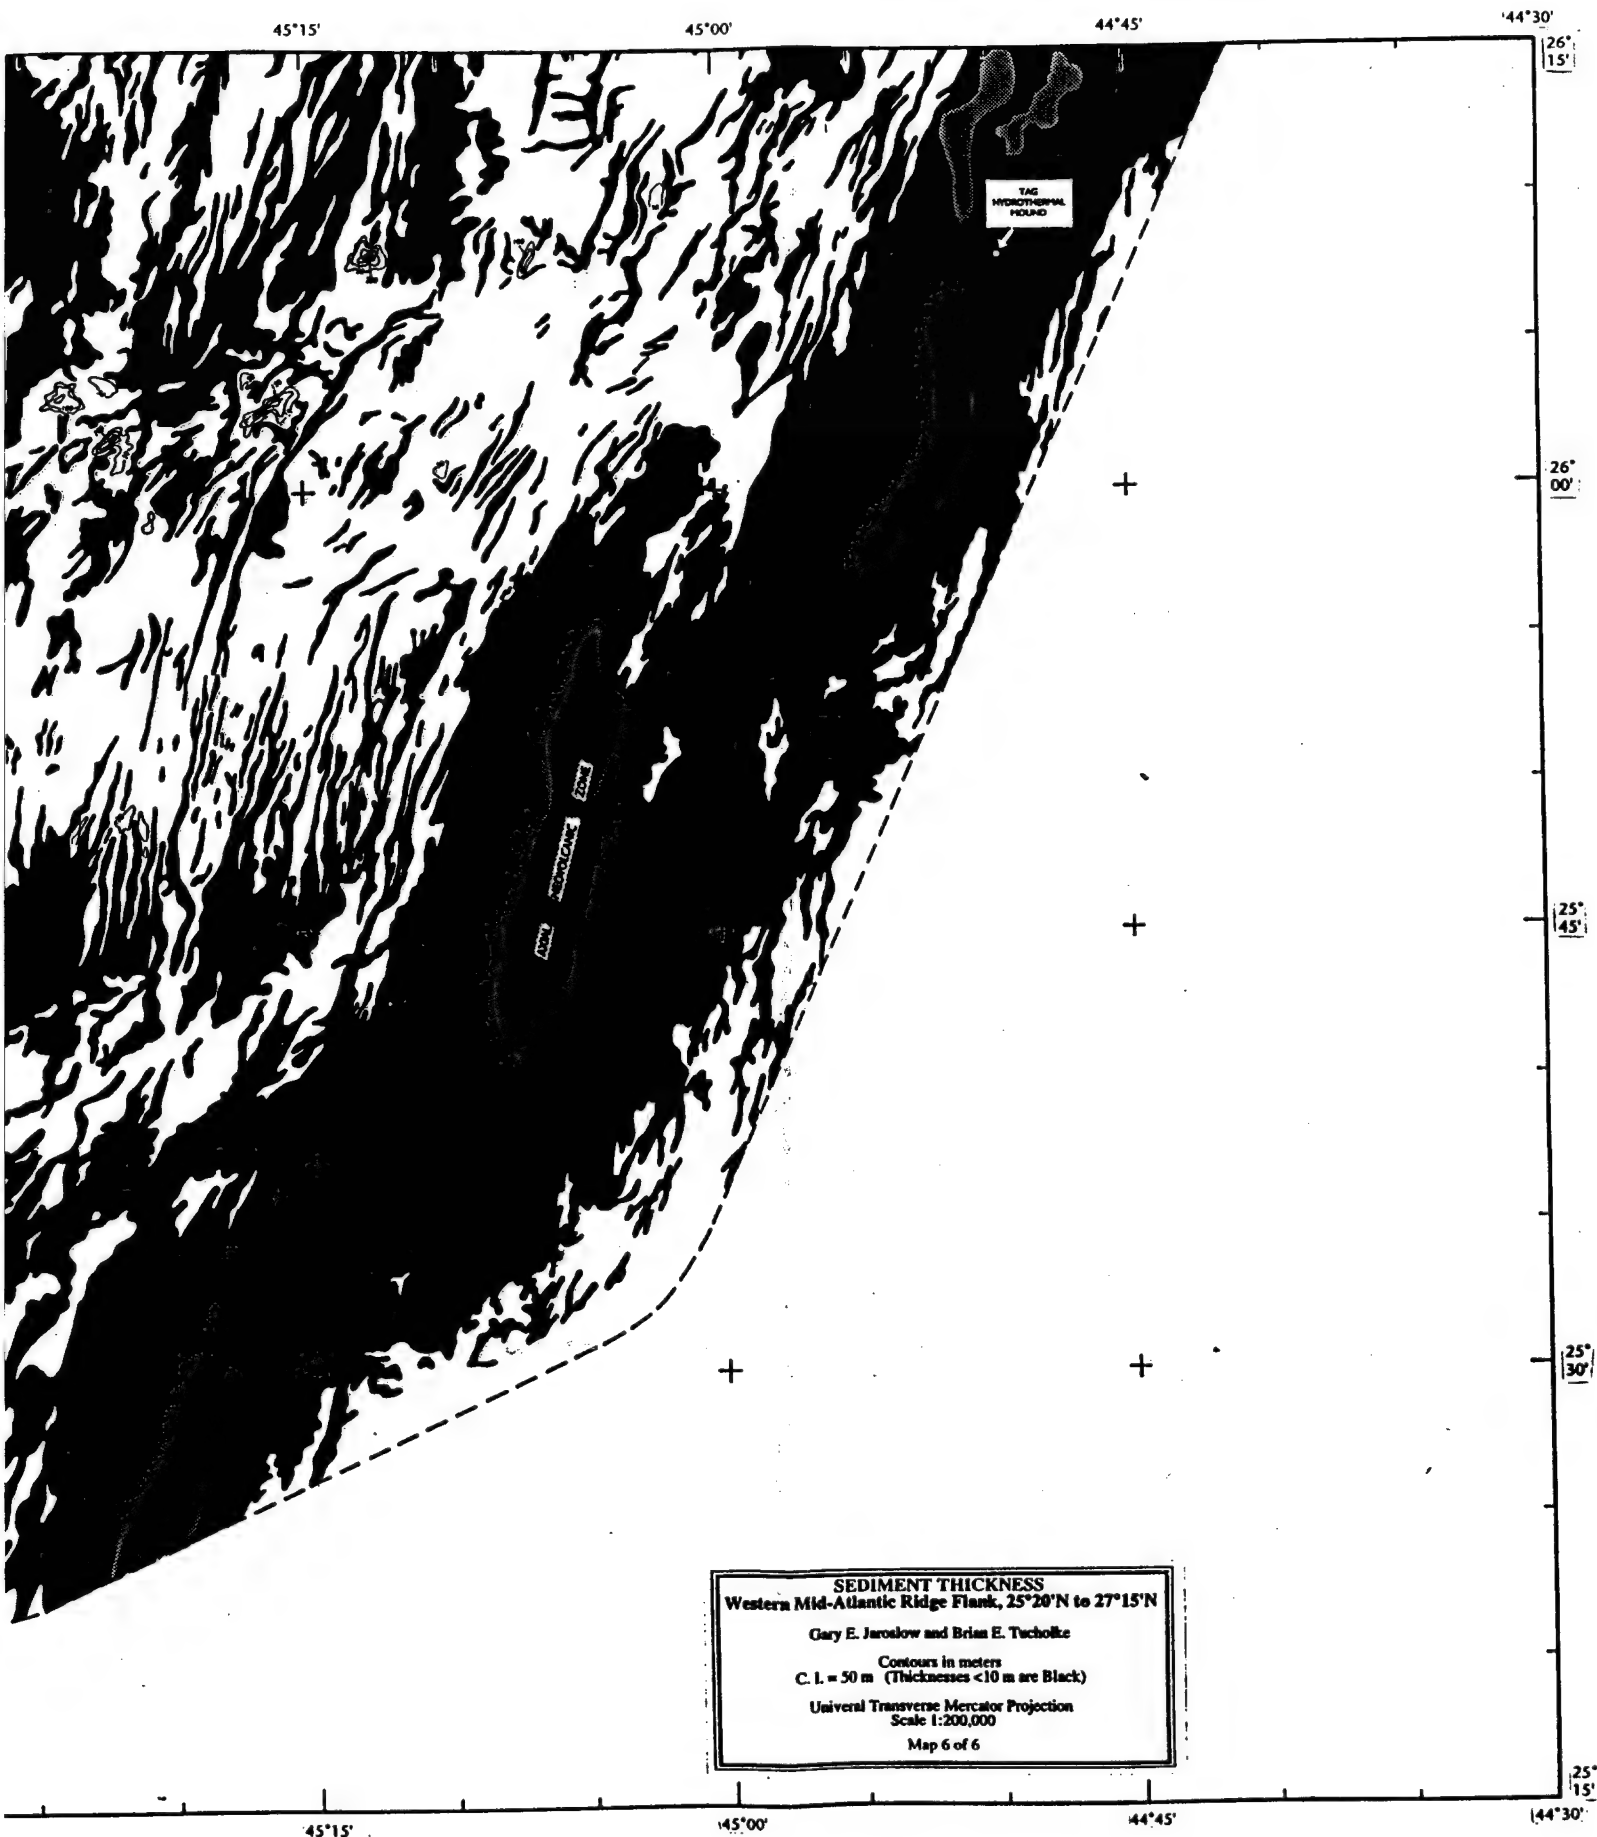 45°15'
45°00'
44°45'
44°30'
26°
15'
TAG
HYDROTHERMAL
MOUND
26°
00'
ZONE
NEOVOLCANIC
AXIAL
25°
45'
25°
30'
SEDIMENT THICKNESS
Western Mid-Atlantic Ridge Flank, 25°20'N to 27°15'N
Gary E. Jaroslow and Brian E. Tucholke
Contours in meters
C. I. = 50 m (Thicknesses <10 m are Black)
Univeral Transverse Mercator Projection
Scale 1:200,000
Map 6 of 6
25°
15'
45°15'
45°00'
44°45'
44°30'